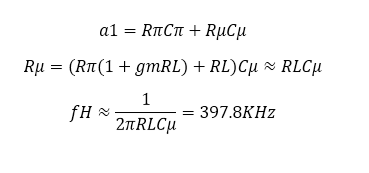 a1 = RπCπ + RμCμ
Rμ = (Rπ(1 + gmRL) + RL)Cμ ≈ RLCμ
fH ≈ 1/2πRLCμ = 397.8KHz